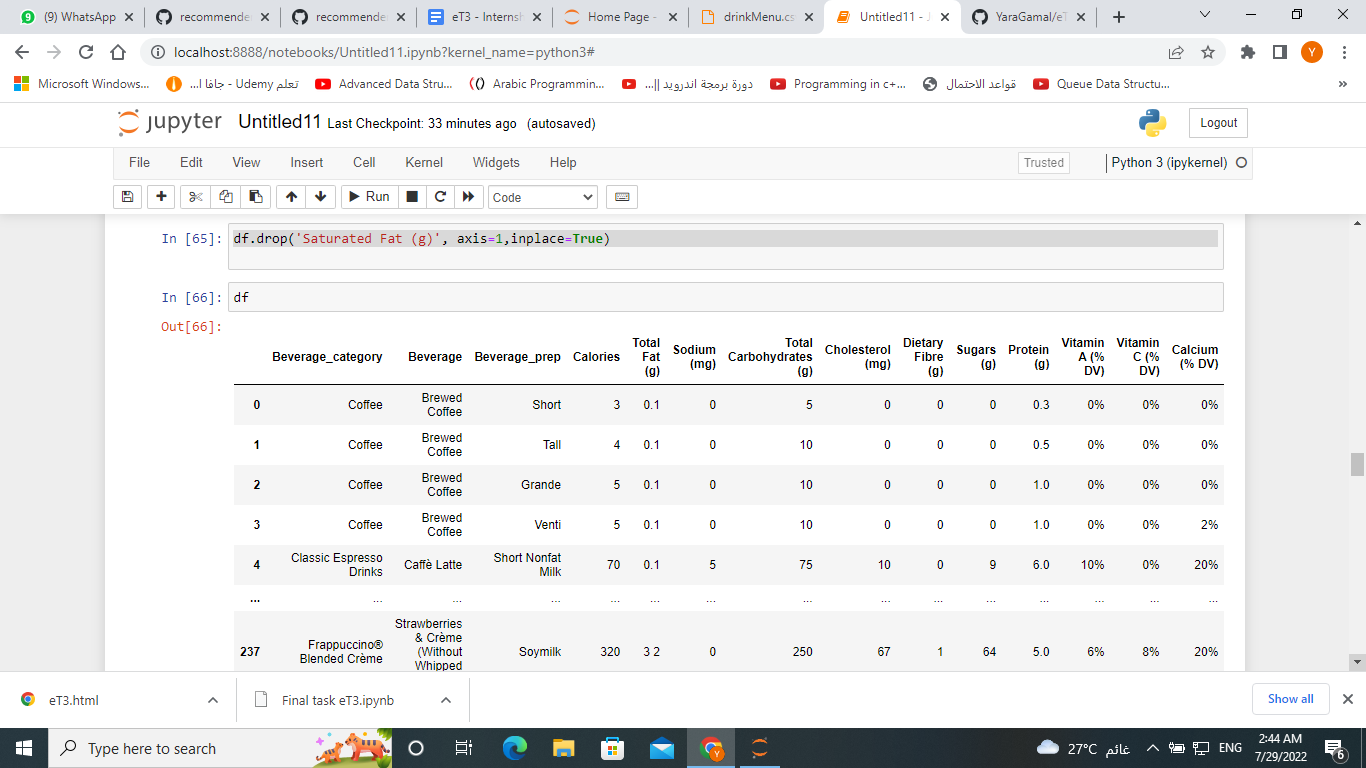 (9) WhatsApp
recommende
recommende
eT3 - Internsh
Home Page -
drinkMenu.cs
Untitled11 - J
YaraGamal/eT
localhost:8888/notebooks/Untitled11.ipynb?kernel_name=python3#
Y
Microsoft Windows...
تعلم Udemy - جافا ا...
Advanced Data Stru...
Arabic Programmin...
دورة برمجة اندرويد ||...
Programming in c+...
قواعد الاحتمال
Queue Data Structu...
»
jupyter Untitled11 Last Checkpoint: 33 minutes ago (autosaved)
Logout
File Edit View Insert Cell Kernel Widgets Help
Trusted
Python 3 (ipykernel)
Run
Code
In [65]: df.drop('Saturated Fat (g)', axis=1,inplace=True)
In [66]: df
Out[66]:
Beverage_category Beverage Beverage_prep Calories Total Fat (g) Sodium (mg) Total Carbohydrates (g) Cholesterol (mg) Dietary Fibre (g) Sugars (g) Protein (g) Vitamin A (% DV) Vitamin C (% DV) Calcium (% DV)
0 Coffee Brewed Coffee Short 3 0.1 0 5 0 0 0 0.3 0% 0% 0%
1 Coffee Brewed Coffee Tall 4 0.1 0 10 0 0 0 0.5 0% 0% 0%
2 Coffee Brewed Coffee Grande 5 0.1 0 10 0 0 0 1.0 0% 0% 0%
3 Coffee Brewed Coffee Venti 5 0.1 0 10 0 0 0 1.0 0% 0% 2%
4 Classic Espresso Drinks Caffè Latte Short Nonfat Milk 70 0.1 5 75 10 0 9 6.0 10% 0% 20%
... ... ... ... ... ... ... ... ... ... ... ... ... ... ...
237 Frappuccino® Blended Crème Strawberries & Crème (Without Whipped Soymilk 320 3 2 0 250 67 1 64 5.0 6% 8% 20%
eT3.html
Final task eT3.ipynb
Show all
Type here to search
27°C غائم
ENG
2:44 AM
7/29/2022
6